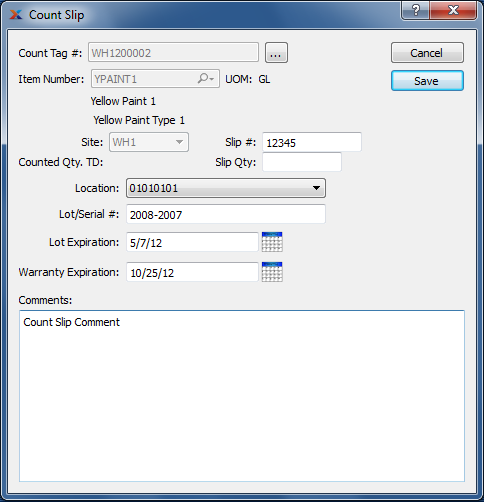 Count Slip
Count Tag #: WH1200002 ... Cancel
Item Number: YPAINT1 UOM: GL Save
Yellow Paint 1
Yellow Paint Type 1
Site: WH1 Slip #: 12345
Counted Qty. TD: Slip Qty:
Location: 01010101
Lot/Serial #: 2008-2007
Lot Expiration: 5/7/12
Warranty Expiration: 10/25/12
Comments:
Count Slip Comment